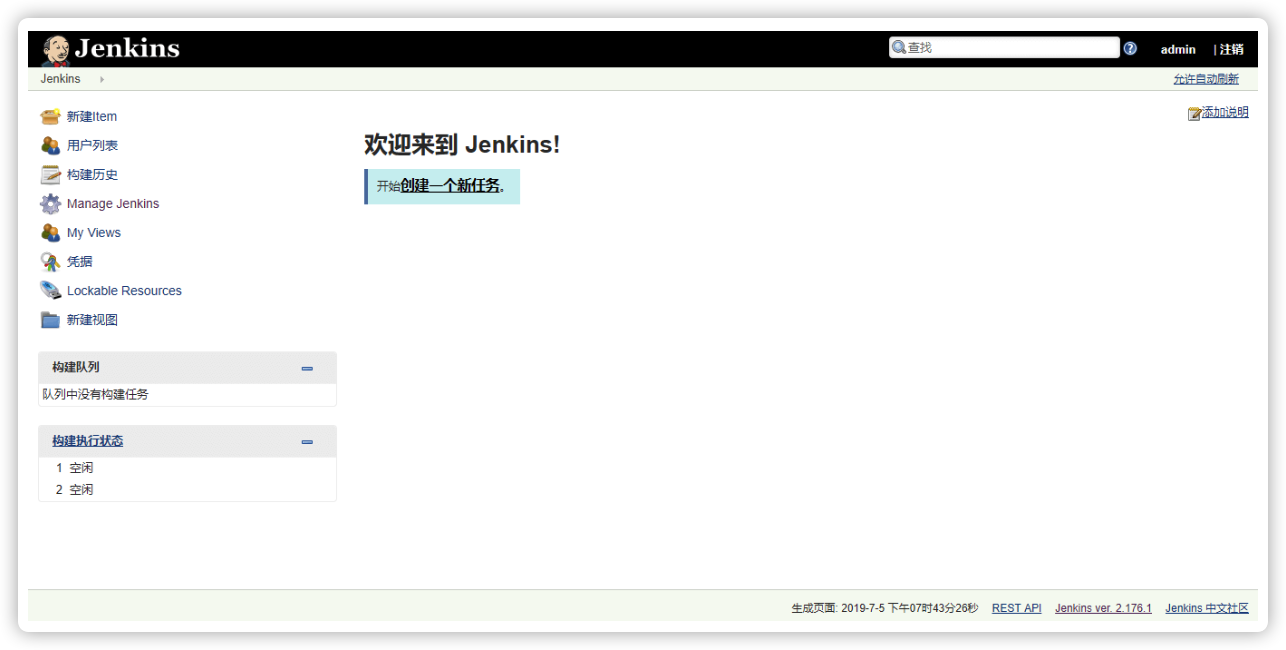 Jenkins
查找
admin
| 注销
Jenkins
允许自动刷新
新建Item
用户列表
构建历史
Manage Jenkins
My Views
凭据
Lockable Resources
新建视图
构建队列
队列中没有构建任务
构建执行状态
1 空闲
2 空闲
添加说明
欢迎来到 Jenkins!
开始创建一个新任务。
生成页面: 2019-7-5 下午07时43分26秒 REST API Jenkins ver. 2.176.1 Jenkins 中文社区